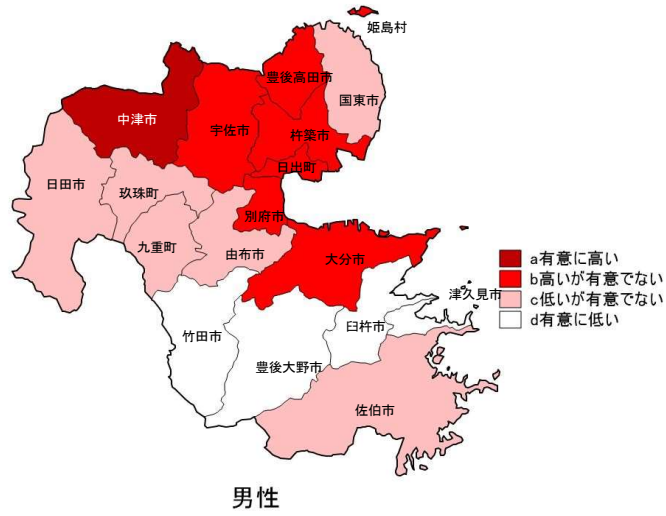 姫島村
豊後高田市
国東市
中津市
宇佐市
杵築市
日出町
日田市
玖珠町
別府市
九重町
由布市
大分市
a有意に高い
b高いが有意でない
c低いが有意でない
d有意に低い
津久見市
竹田市
臼杵市
豊後大野市
佐伯市
男性